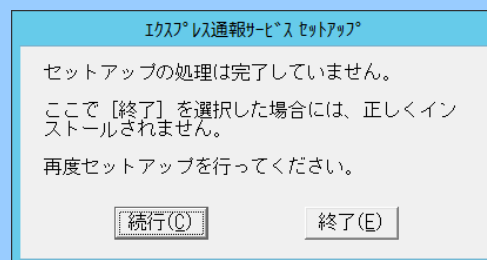 ｴｸｽﾌﾟﾚｽ通報ｻｰﾋﾞｽ ｾｯﾄｱｯﾌﾟ
セットアップの処理は完了していません。
ここで［終了］を選択した場合には、正しくイン
ストールされません。
再度セットアップを行ってください。
続行(C) 終了(E)